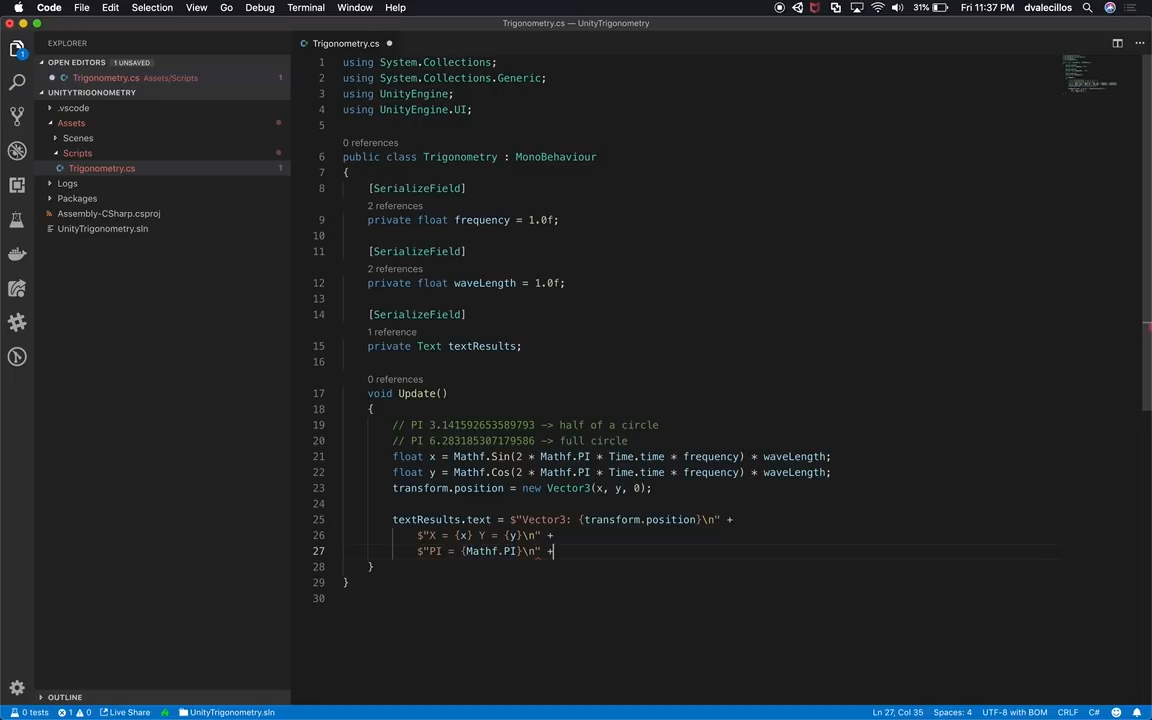 Code File Edit Selection View Go Debug Terminal Window Help 31% Fri 11:37 PM dvalecillos
Trigonometry.cs — UnityTrigonometry
EXPLORER
OPEN EDITORS 1 UNSAVED
Trigonometry.cs Assets/Scripts 1
UNITYTRIGONOMETRY
.vscode
Assets
Scenes
Scripts
Trigonometry.cs 1
Logs
Packages
Assembly-CSharp.csproj
UnityTrigonometry.sln
OUTLINE
1
Trigonometry.cs
1 using System.Collections;
2 using System.Collections.Generic;
3 using UnityEngine;
4 using UnityEngine.UI;
5
0 references
6 public class Trigonometry : MonoBehaviour
7 {
8 [SerializeField]
2 references
9 private float frequency = 1.0f;
10
11 [SerializeField]
2 references
12 private float waveLength = 1.0f;
13
14 [SerializeField]
1 reference
15 private Text textResults;
16
0 references
17 void Update()
18 {
19 // PI 3.141592653589793 -> half of a circle
20 // PI 6.283185307179586 -> full circle
21 float x = Mathf.Sin(2 * Mathf.PI * Time.time * frequency) * waveLength;
22 float y = Mathf.Cos(2 * Mathf.PI * Time.time * frequency) * waveLength;
23 transform.position = new Vector3(x, y, 0);
24
25 textResults.text = $"Vector3: {transform.position}\n" +
26 $"X = {x} Y = {y}\n" +
27 $"PI = {Mathf.PI}\n" +
28 }
29 }
30
0 tests 1 0 Live Share UnityTrigonometry.sln Ln 27, Col 35 Spaces: 4 UTF-8 with BOM CRLF C#